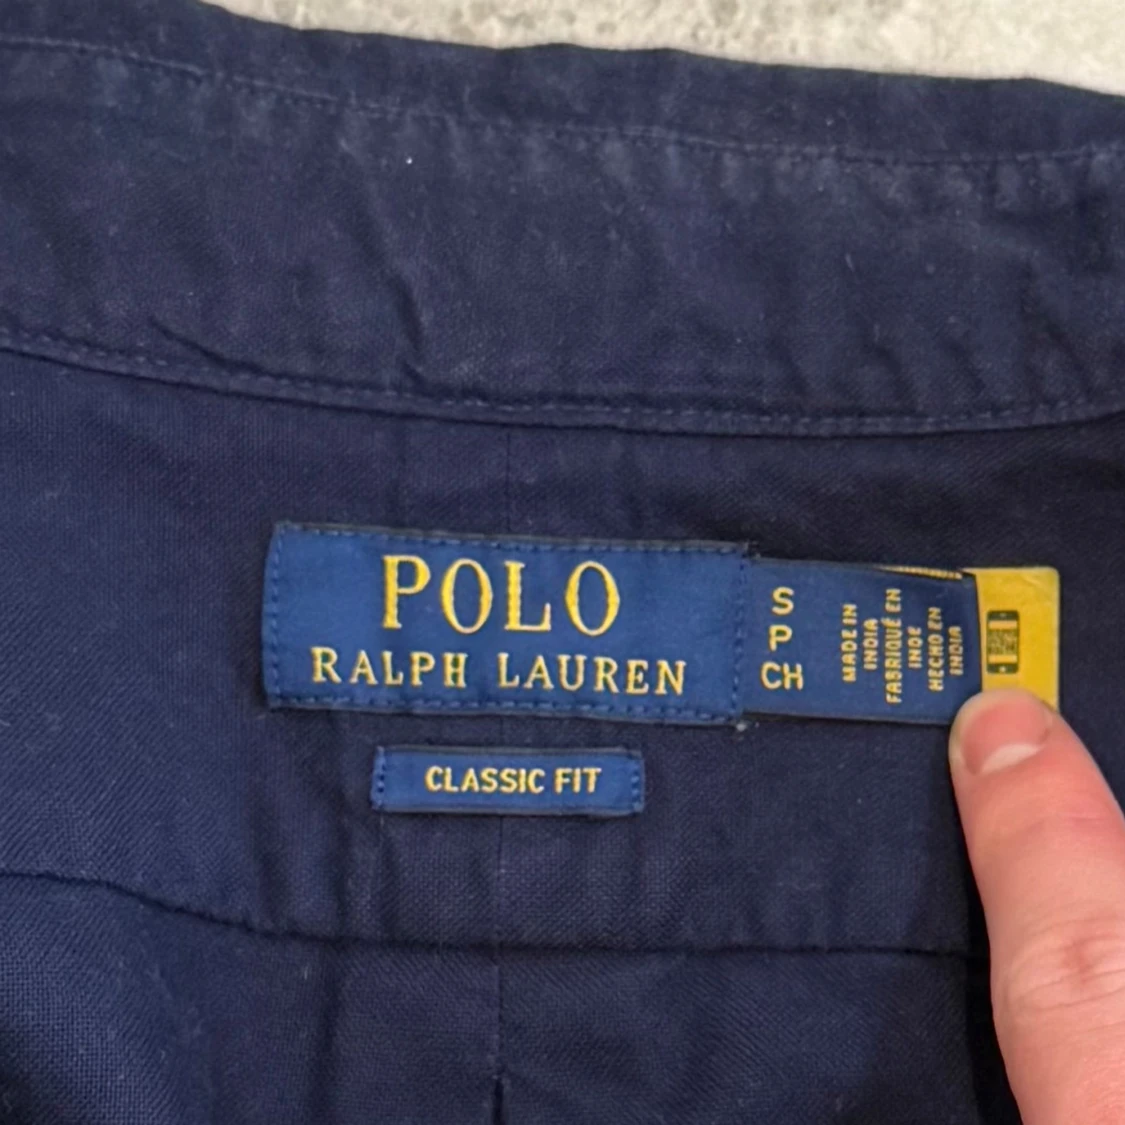 POLO
RALPH LAUREN
CLASSIC FIT
S
P
CH
MADE IN
INDIA
FABRIQUÉ EN
INDE
HECHO EN
INDIA